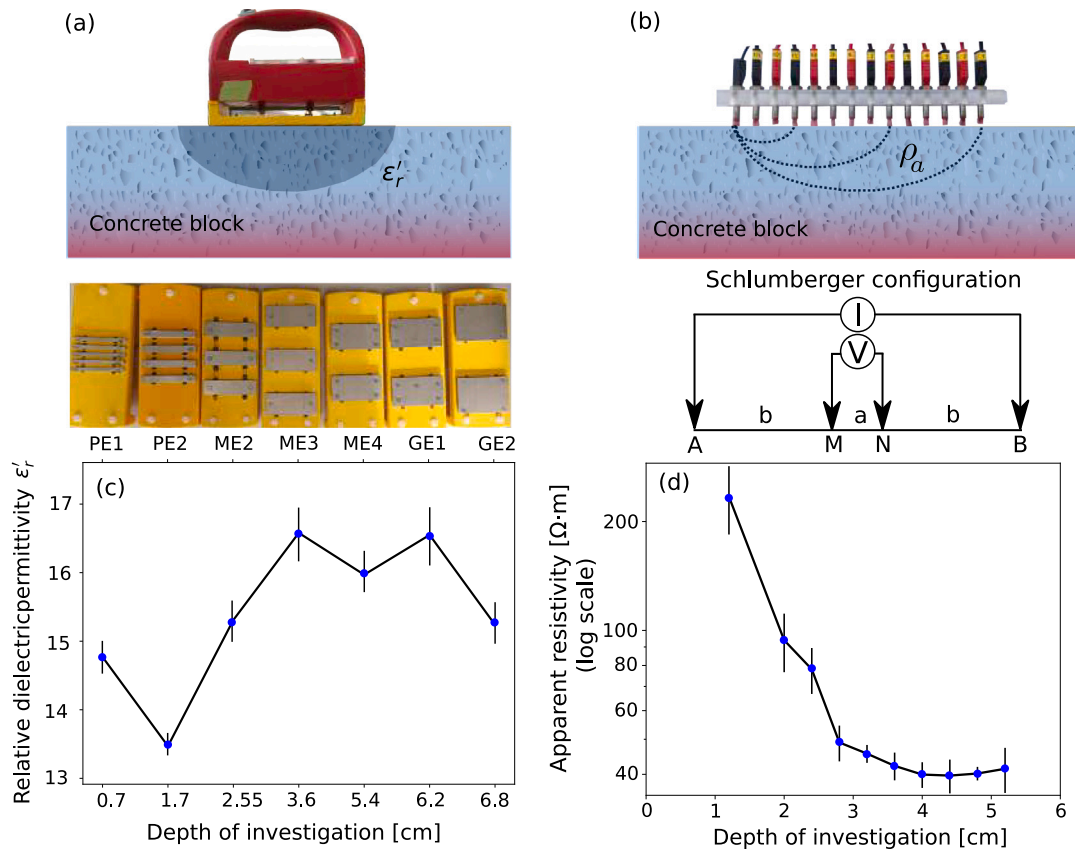 (a)
ε′r
Concrete block
(b)
ρa
Concrete block
Schlumberger configuration
I
V
b a b
A M N B
PE1 PE2 ME2 ME3 ME4 GE1 GE2
(c)
Relative dielectricpermittivity ε′r
17
16
15
14
13
0.7 1.7 2.55 3.6 5.4 6.2 6.8
Depth of investigation [cm]
(d)
Apparent resistivity [Ω·m]
(log scale)
200
100
80
60
40
0 1 2 3 4 5 6
Depth of investigation [cm]